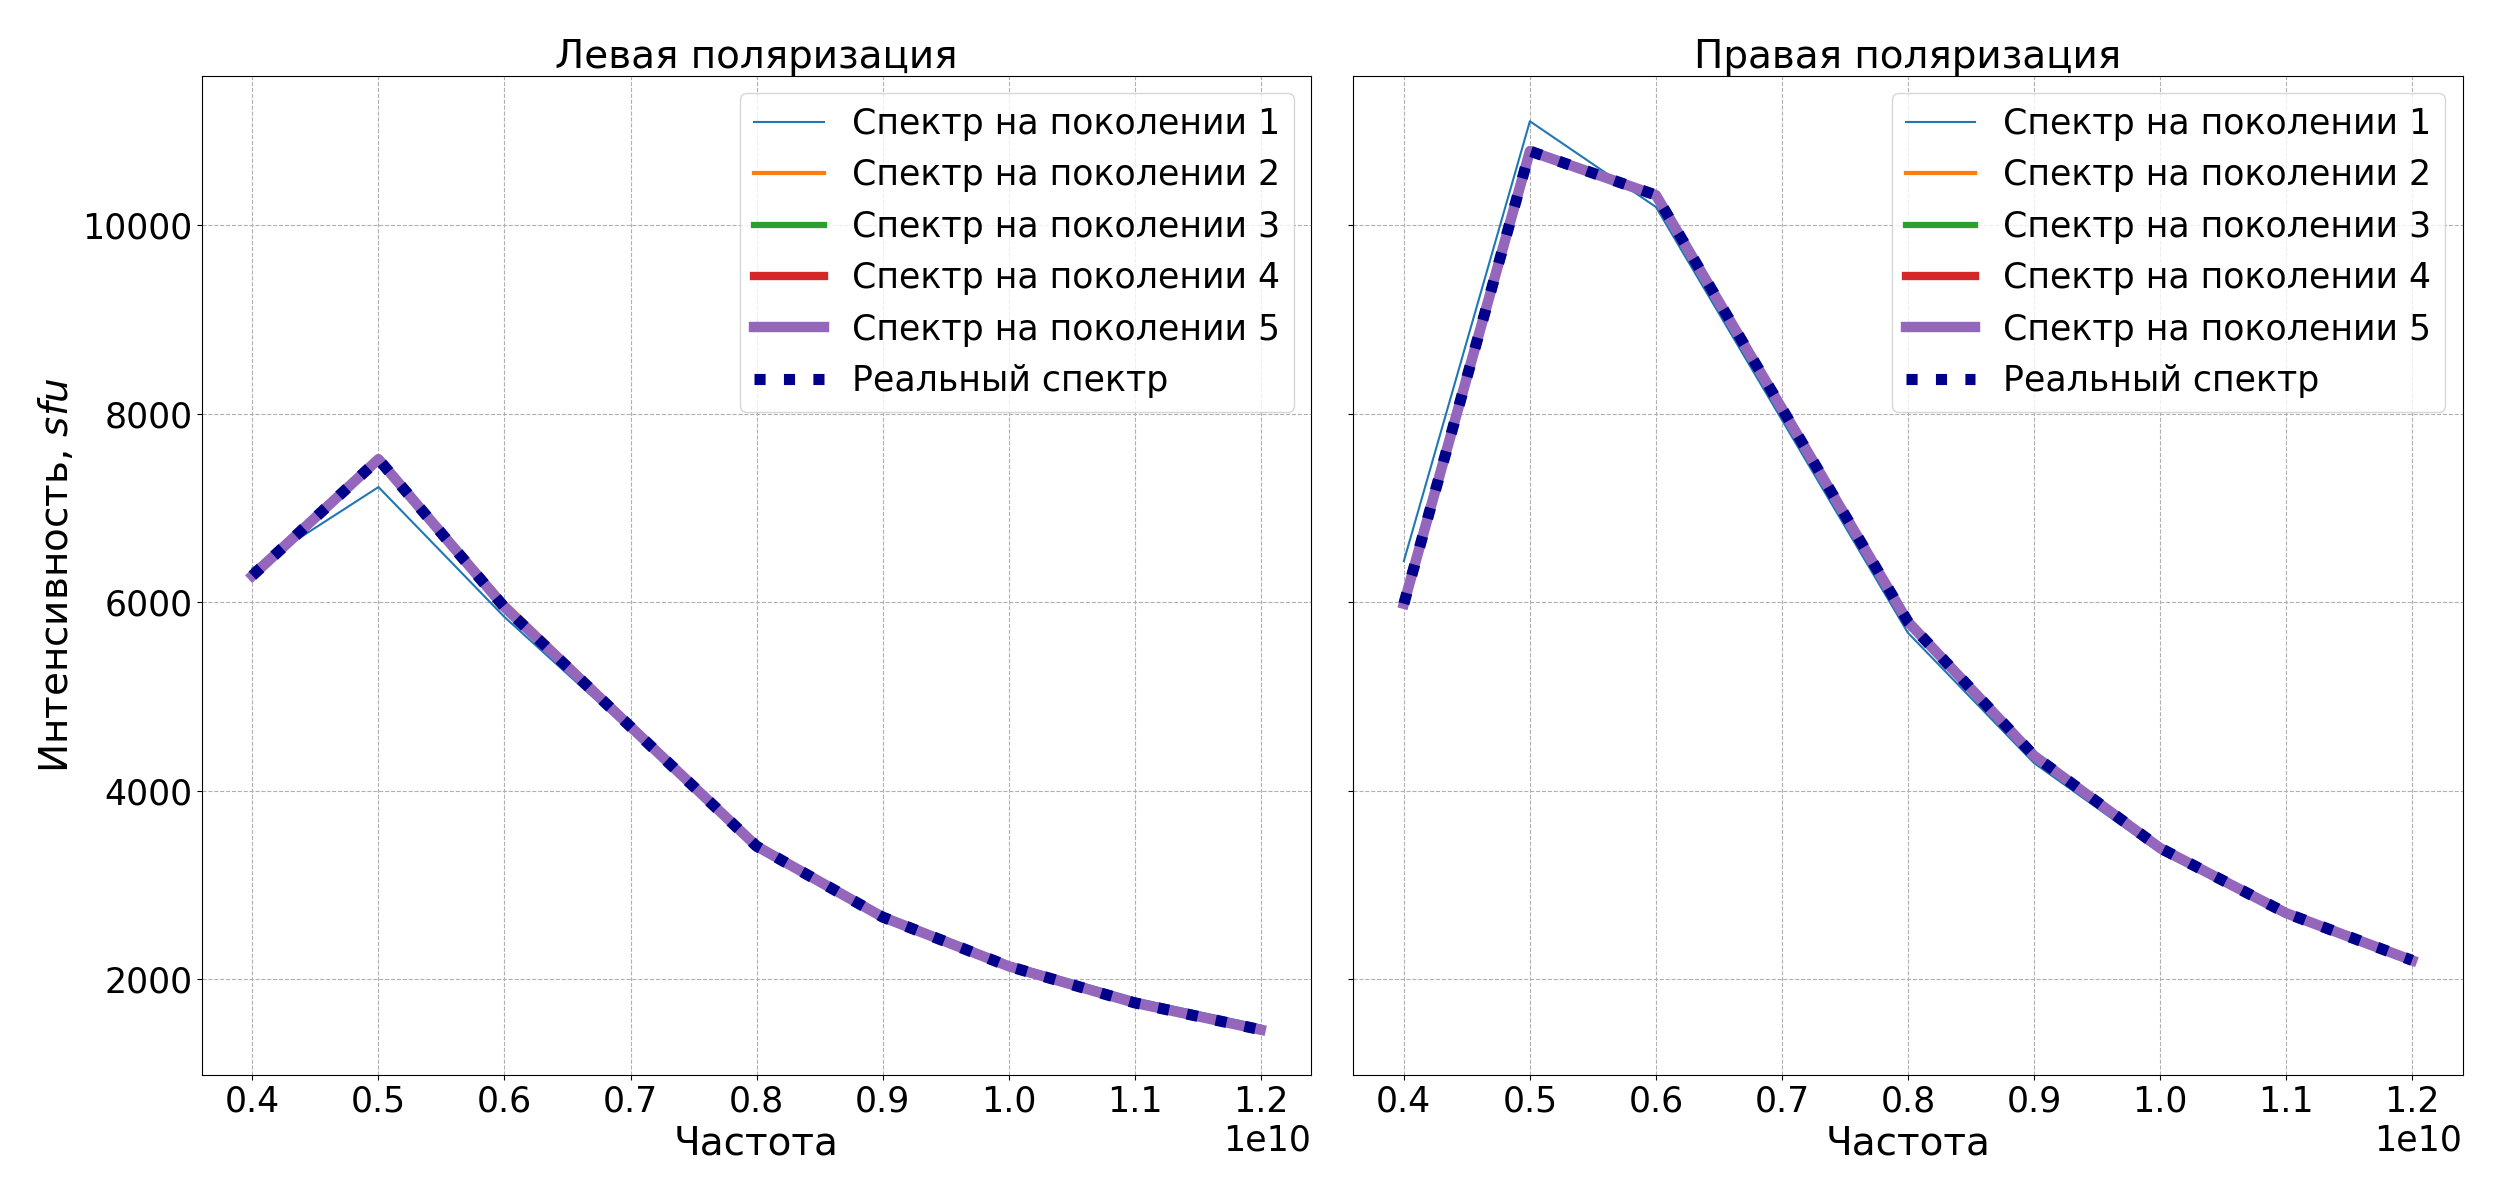 Левая поляризация
Спектр на поколении 1
Спектр на поколении 2
Спектр на поколении 3
Спектр на поколении 4
Спектр на поколении 5
Реальный спектр
Интенсивность, sfu
10000
8000
6000
4000
2000
0.4 0.5 0.6 0.7 0.8 0.9 1.0 1.1 1.2
1e10
Частота
Правая поляризация
Спектр на поколении 1
Спектр на поколении 2
Спектр на поколении 3
Спектр на поколении 4
Спектр на поколении 5
Реальный спектр
0.4 0.5 0.6 0.7 0.8 0.9 1.0 1.1 1.2
1e10
Частота